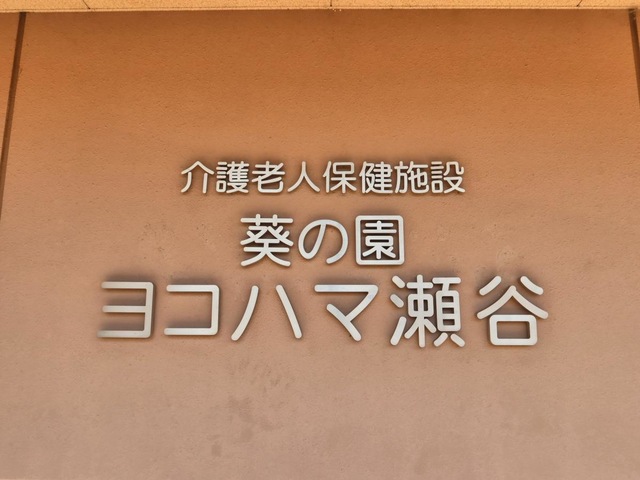 介護老人保健施設
葵の園
ヨコハマ瀬谷